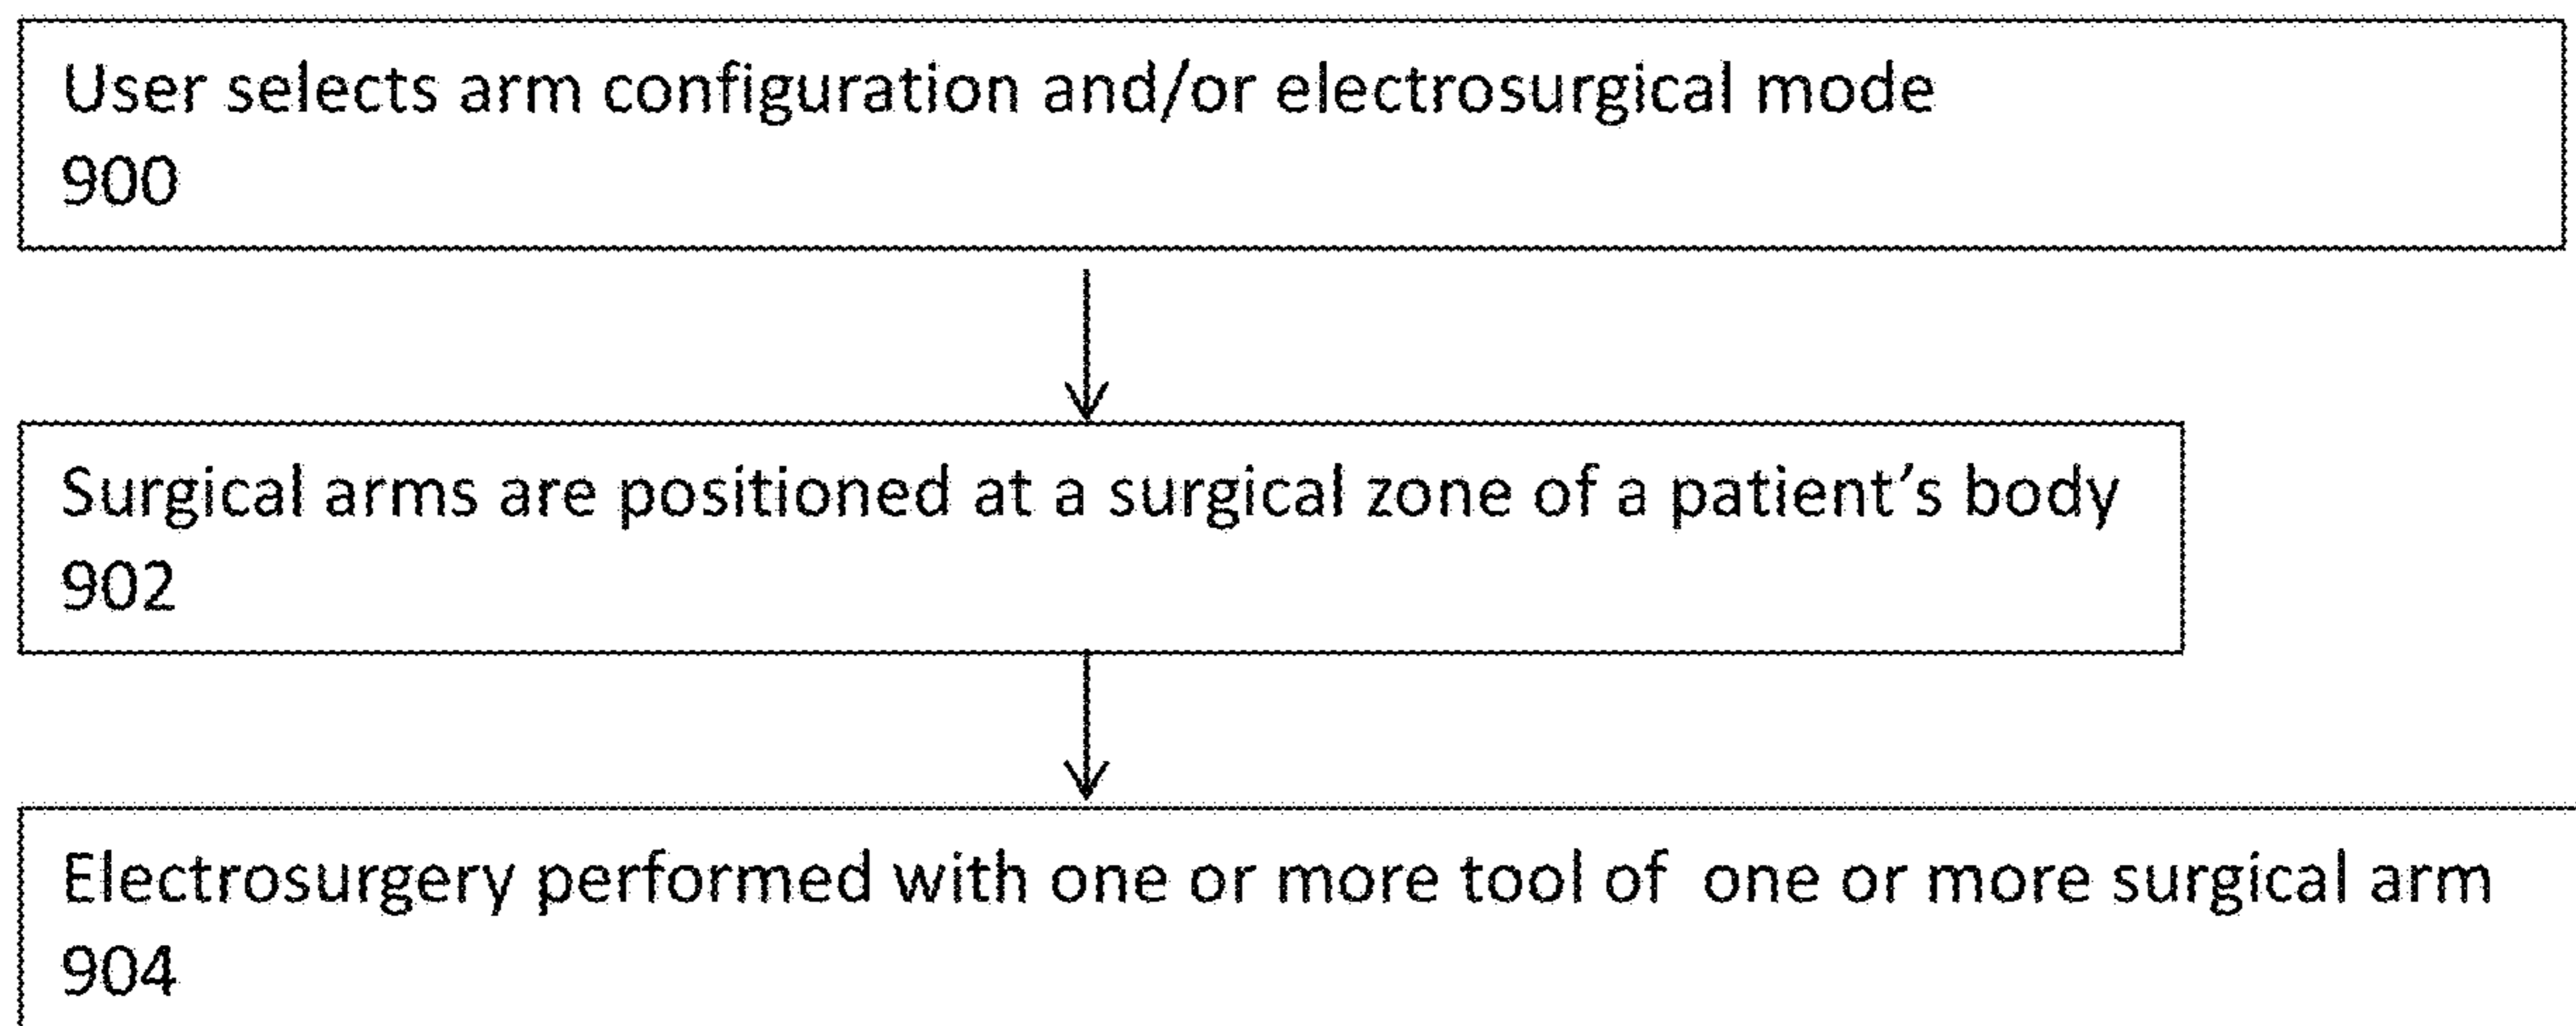 User selects arm configuration and/or electrosurgical mode
900
Surgical arms are positioned at a surgical zone of a patient’s body
902
Electrosurgery performed with one or more tool of one or more surgical arm
904